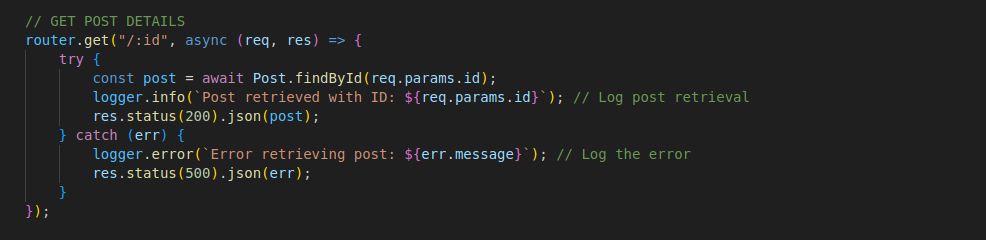 // GET POST DETAILS
router.get("/:id", async (req, res) => {
    try {
        const post = await Post.findById(req.params.id);
        logger.info(`Post retrieved with ID: ${req.params.id}`); // Log post retrieval
        res.status(200).json(post);
    } catch (err) {
        logger.error(`Error retrieving post: ${err.message}`); // Log the error
        res.status(500).json(err);
    }
});